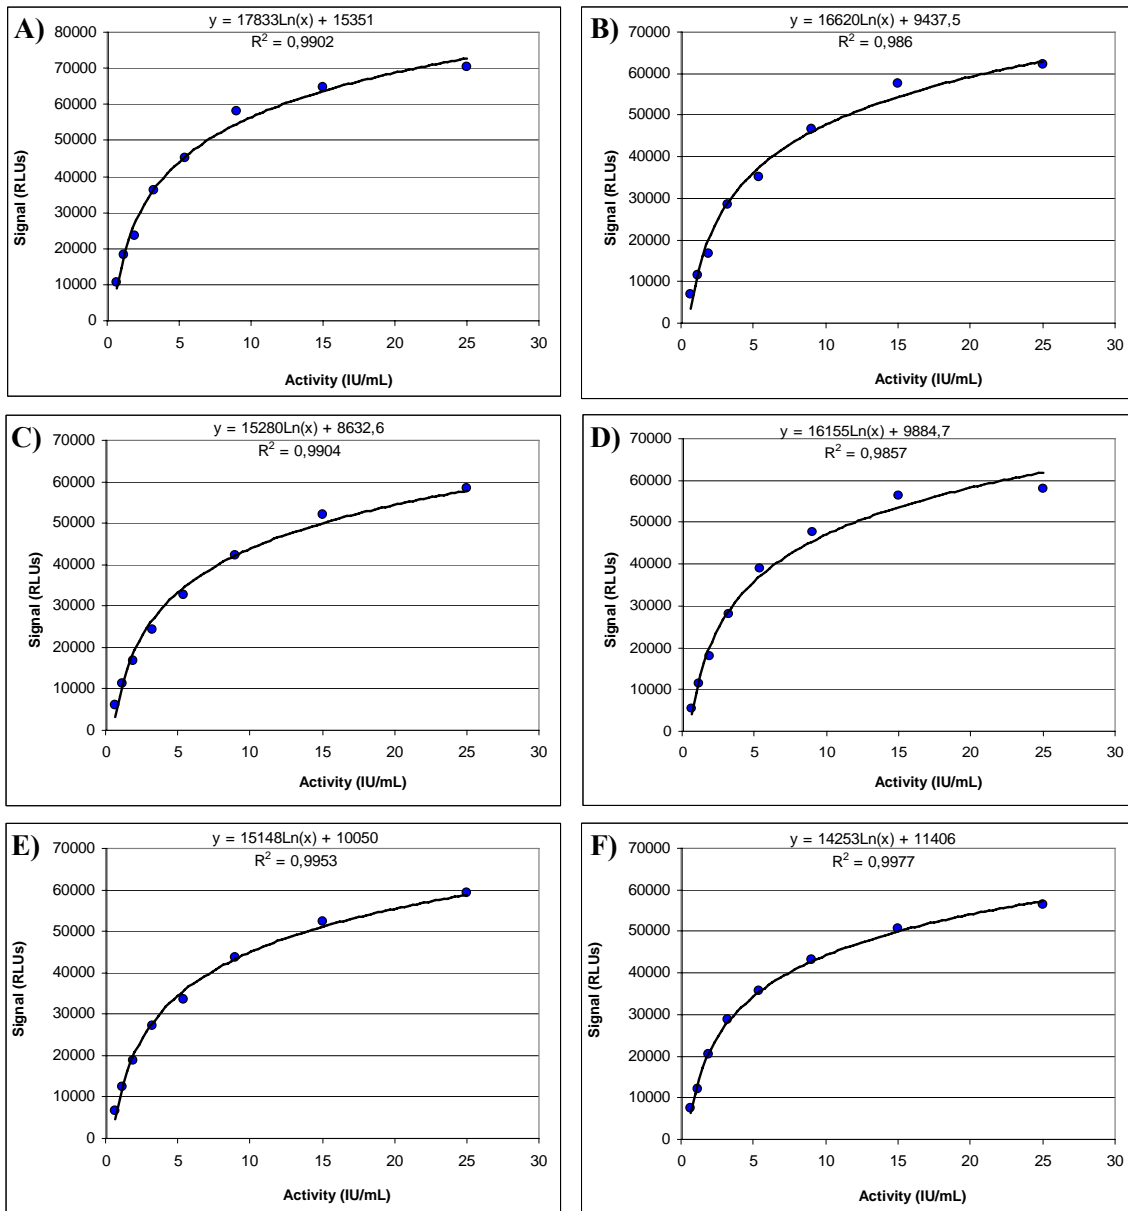 A)
y = 17833Ln(x) + 15351
R² = 0,9902
80000
70000
60000
50000
40000
30000
20000
10000
0
0 5 10 15 20 25 30
Signal (RLUs)
Activity (IU/mL)
B)
y = 16620Ln(x) + 9437,5
R² = 0,986
70000
60000
50000
40000
30000
20000
10000
0
0 5 10 15 20 25 30
Signal (RLUs)
Activity (IU/mL)
C)
y = 15280Ln(x) + 8632,6
R² = 0,9904
70000
60000
50000
40000
30000
20000
10000
0
0 5 10 15 20 25 30
Signal (RLUs)
Activity (IU/mL)
D)
y = 16155Ln(x) + 9884,7
R² = 0,9857
70000
60000
50000
40000
30000
20000
10000
0
0 5 10 15 20 25 30
Signal (RLUs)
Activity (IU/mL)
E)
y = 15148Ln(x) + 10050
R² = 0,9953
70000
60000
50000
40000
30000
20000
10000
0
0 5 10 15 20 25 30
Signal (RLUs)
Activity (IU/mL)
F)
y = 14253Ln(x) + 11406
R² = 0,9977
70000
60000
50000
40000
30000
20000
10000
0
0 5 10 15 20 25 30
Signal (RLUs)
Activity (IU/mL)